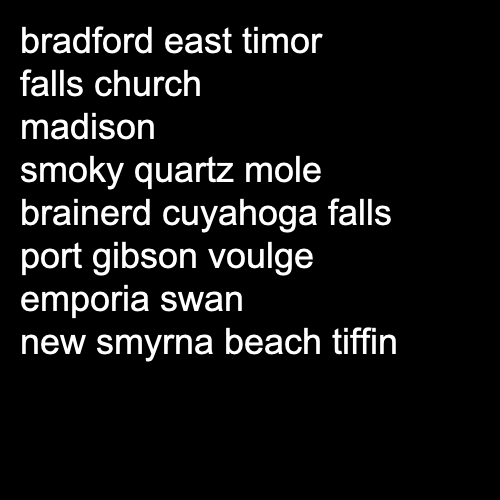 bradford east timor
falls church
madison
smoky quartz mole
brainerd cuyahoga falls
port gibson voulge
emporia swan
new smyrna beach tiffin